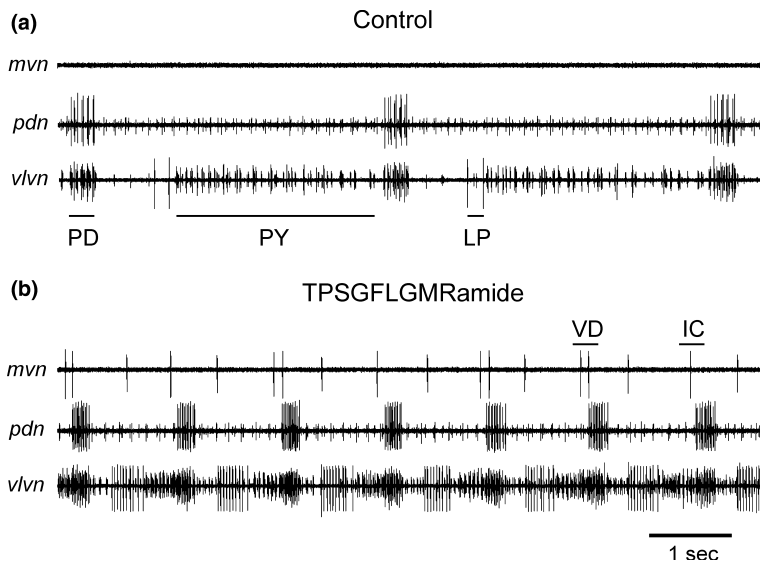 (a) Control
mvn
pdn
vlvn
PD PY LP
(b) TPSGFLGMRamide
VD IC
mvn
pdn
vlvn
1 sec